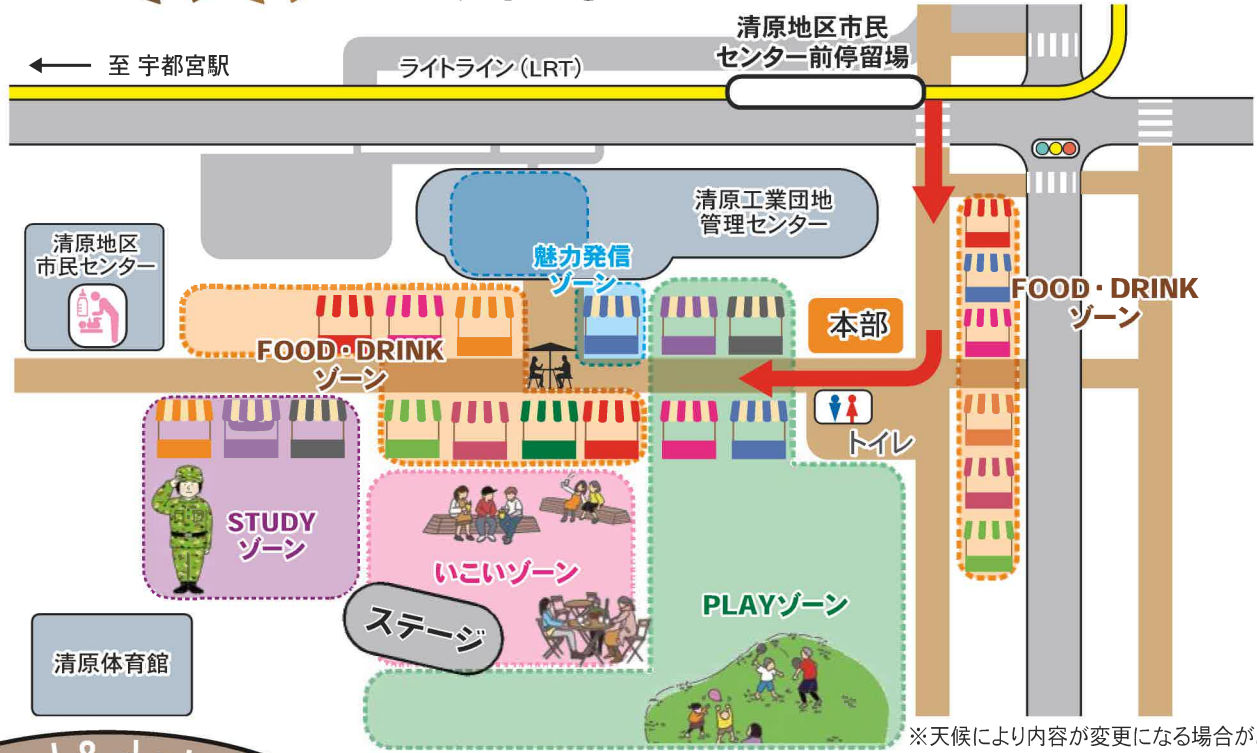 清原地区市民
センター前停留場
← 至 宇都宮駅
ライトライン(LRT)
清原工業団地
管理センター
清原地区
市民センター
魅力発信
ゾーン
FOOD・DRINK
ゾーン
本部
FOOD・DRINK
ゾーン
トイレ
STUDY
ゾーン
いこいゾーン
PLAYゾーン
ステージ
清原体育館
※天候により内容が変更になる場合が